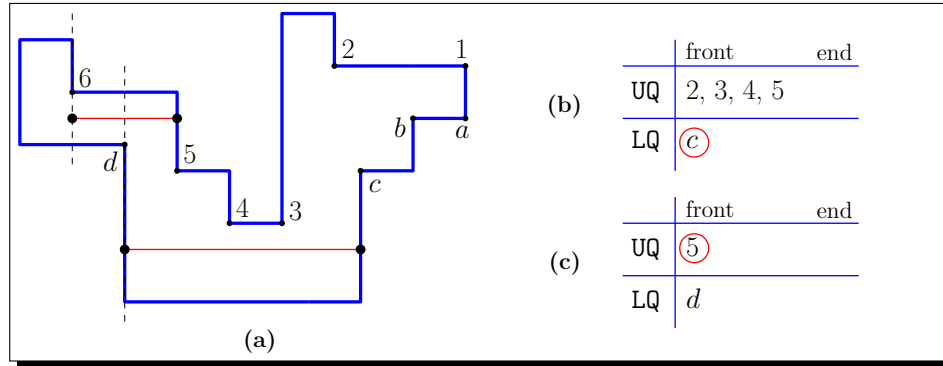 1
2
6
b
a
5
d
c
4
3
(a)
(b)
front end
UQ 2, 3, 4, 5
LQ c
(c)
front end
UQ 5
LQ d